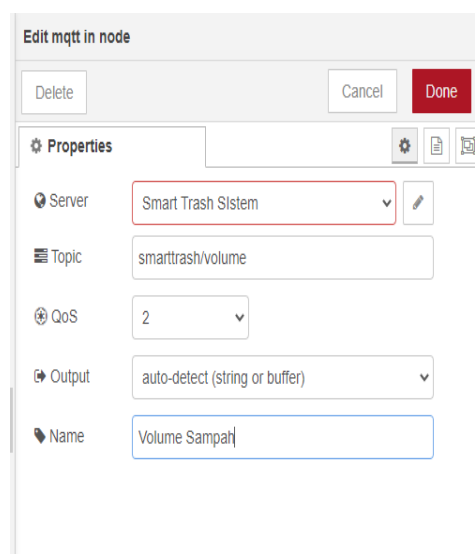 Edit mqtt in node
Delete
Cancel
Done
Properties
Server
Smart Trash SIstem
Topic
smarttrash/volume
QoS
2
Output
auto-detect (string or buffer)
Name
Volume Sampah